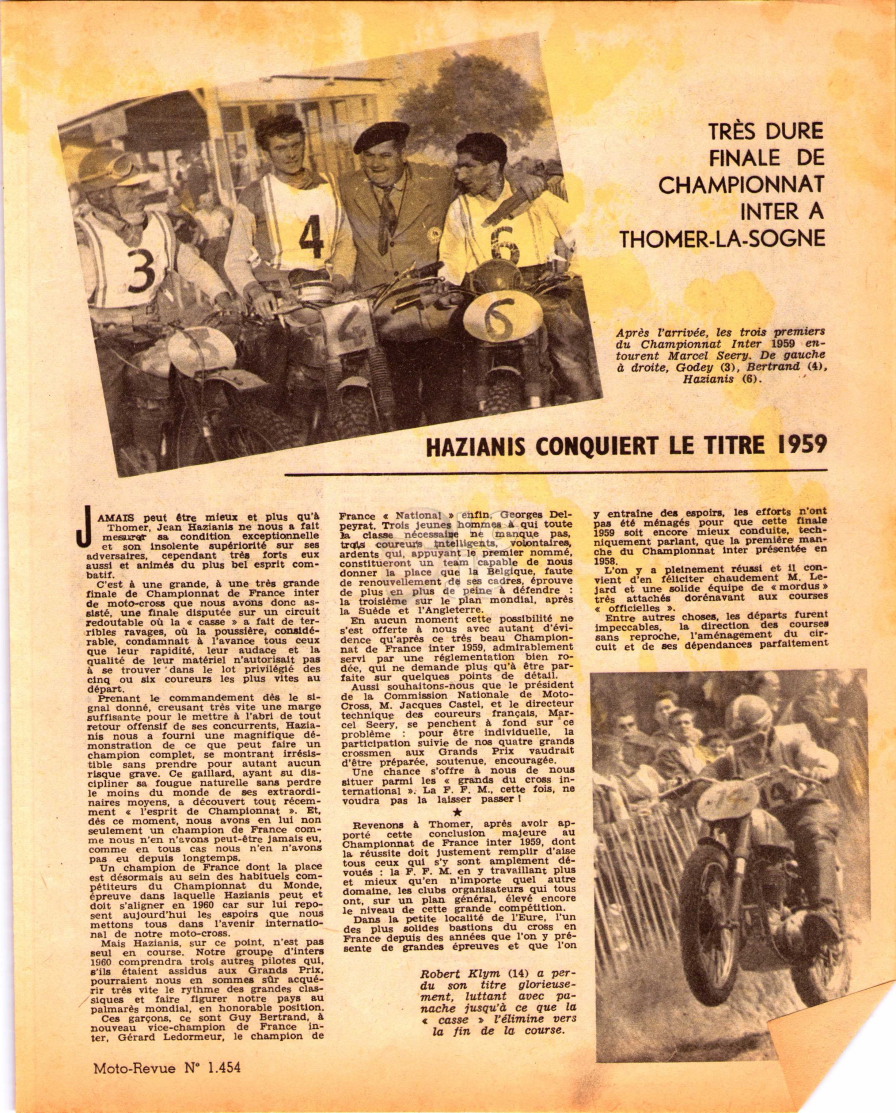 TRÈS DURE
FINALE DE
CHAMPIONNAT
INTER A
THOMER-LA-SOGNE
3
4
6
3
4
6
Après l'arrivée, les trois premiers
du Championnat Inter 1959 en-
tourent Marcel Seery. De gauche
à droite, Godey (3), Bertrand (4),
Hazianis (6).
HAZIANIS CONQUIERT LE TITRE 1959
JAMAIS peut être mieux et plus qu'à
Thomer, Jean Hazianis ne nous a fait
mesurer sa condition exceptionnelle
et son insolente supériorité sur ses
adversaires, cependant très forts eux
aussi et animés du plus bel esprit com-
batif.
C'est à une grande, à une très grande
finale de Championnat de France inter
de moto-cross que nous avons donc as-
sisté, une finale disputée sur un circuit
redoutable où la « casse » a fait de ter-
ribles ravages, où la poussière, considé-
rable, condamnait à l'avance tous ceux
que leur rapidité, leur audace et la
qualité de leur matériel n'autorisait pas
à se trouver dans le lot privilégié des
cinq ou six coureurs les plus vites au
départ.
Prenant le commandement dès le si-
gnal donné, creusant très vite une marge
suffisante pour le mettre à l'abri de tout
retour offensif de ses concurrents, Hazia-
nis nous a fourni une magnifique dé-
monstration de ce que peut faire un
champion complet, se montrant irrésis-
tible sans prendre pour autant aucun
risque grave. Ce gaillard, ayant su dis-
cipliner sa fougue naturelle sans perdre
le moins du monde de ses extraordi-
naires moyens, a découvert tout récem-
ment « l'esprit de Championnat ». Et,
dès ce moment, nous avons en lui non
seulement un champion de France com-
me nous n'en n'avons peut-être jamais eu,
comme en tous cas nous n'en n'avons
pas eu depuis longtemps.
Un champion de France dont la place
est désormais au sein des habituels com-
pétiteurs du Championnat du Monde,
épreuve dans laquelle Hazianis peut et
doit s'aligner en 1960 car sur lui repo-
sent aujourd'hui les espoirs que nous
mettons tous dans l'avenir internatio-
nal de notre moto-cross.
Mais Hazianis, sur ce point, n'est pas
seul en course. Notre groupe d'inters
1960 comprendra trois autres pilotes qui,
s'ils étaient assidus aux Grands Prix,
pourraient nous en sommes sûr acqué-
rir très vite le rythme des grandes clas-
siques et faire figurer notre pays au
palmarès mondial, en honorable position.
Ces garçons, ce sont Guy Bertrand, à
nouveau vice-champion de France in-
ter, Gérard Ledormeur, le champion de
France « National » enfin, Georges Del-
peyrat. Trois jeunes hommes à qui toute
la classe nécessaire ne manque pas,
trois coureurs intelligents, volontaires,
ardents qui, appuyant le premier nommé,
constitueront un team capable de nous
donner la place que la Belgique, faute
de renouvellement de ses cadres, éprouve
de plus en plus de peine à défendre :
la troisième sur le plan mondial, après
la Suède et l'Angleterre.
En aucun moment cette possibilité ne
s'est offerte à nous avec autant d'évi-
dence qu'après ce très beau Champion-
nat de France inter 1959, admirablement
servi par une réglementation bien ro-
dée, qui ne demande plus qu'à être par-
faite sur quelques points de détail.
Aussi souhaitons-nous que le président
de la Commission Nationale de Moto-
Cross, M. Jacques Castel, et le directeur
technique des coureurs français, Mar-
cel Seery, se penchent à fond sur ce
problème : pour être individuelle, la
participation suivie de nos quatre grands
crossmen aux Grands Prix vaudrait
d'être préparée, soutenue, encouragée.
Une chance s'offre à nous de nous
situer parmi les « grands du cross in-
ternational ». La F. F. M., cette fois, ne
voudra pas la laisser passer !
★
Revenons à Thomer, après avoir ap-
porté cette conclusion majeure au
Championnat de France inter 1959, dont
la réussite doit justement remplir d'aise
tous ceux qui s'y sont amplement dé-
voués : la F. F. M. en y travaillant plus
et mieux qu'en n'importe quel autre
domaine, les clubs organisateurs qui tous
ont, sur un plan général, élevé encore
le niveau de cette grande compétition.
Dans la petite localité de l'Eure, l'un
des plus solides bastions du cross en
France depuis des années que l'on y pré-
sente de grandes épreuves et que l'on
y entraîne des espoirs, les efforts n'ont
pas été ménagés pour que cette finale
1959 soit encore mieux conduite, tech-
niquement parlant, que la première man-
che du Championnat inter présentée en
1958.
L'on y a pleinement réussi et il con-
vient d'en féliciter chaudement M. Le-
jard et une solide équipe de « mordus »
très attachés dorénavant aux courses
« officielles ».
Entre autres choses, les départs furent
impeccables, la direction des courses
sans reproche, l'aménagement du cir-
cuit et de ses dépendances parfaitement
Robert Klym (14) a per-
du son titre glorieuse-
ment, luttant avec pa-
nache jusqu'à ce que la
« casse » l'élimine vers
la fin de la course.
Moto-Revue N° 1.454